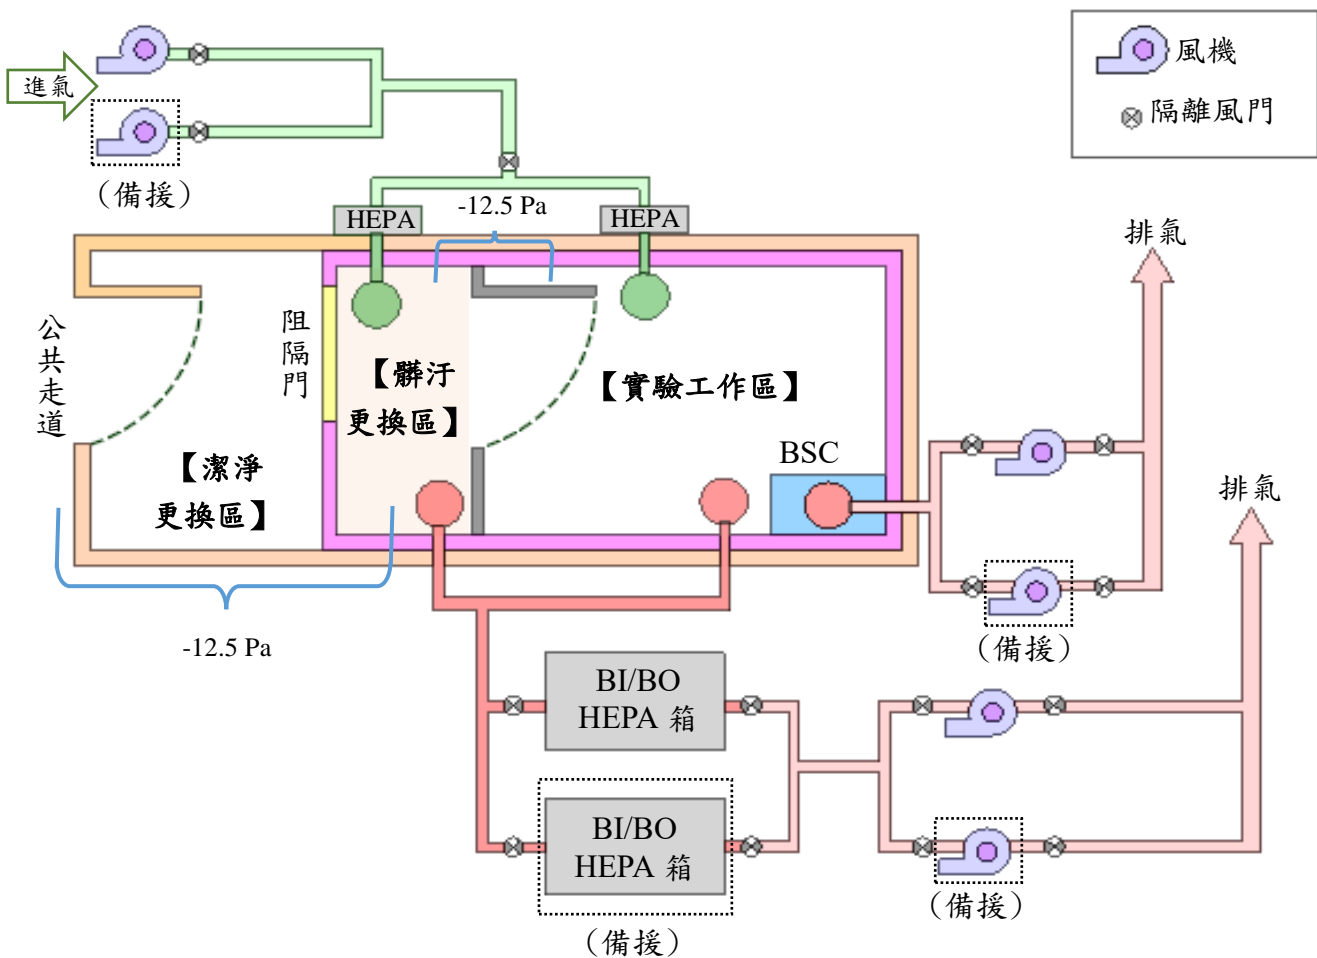 進氣
(備援)
風機
隔離風門
HEPA
-12.5 Pa
HEPA
排氣
公共走道
阻隔門
【髒汙
更換區】
【實驗工作區】
【潔淨
更換區】
BSC
排氣
(備援)
-12.5 Pa
BI/BO
HEPA 箱
BI/BO
HEPA 箱
(備援)
(備援)